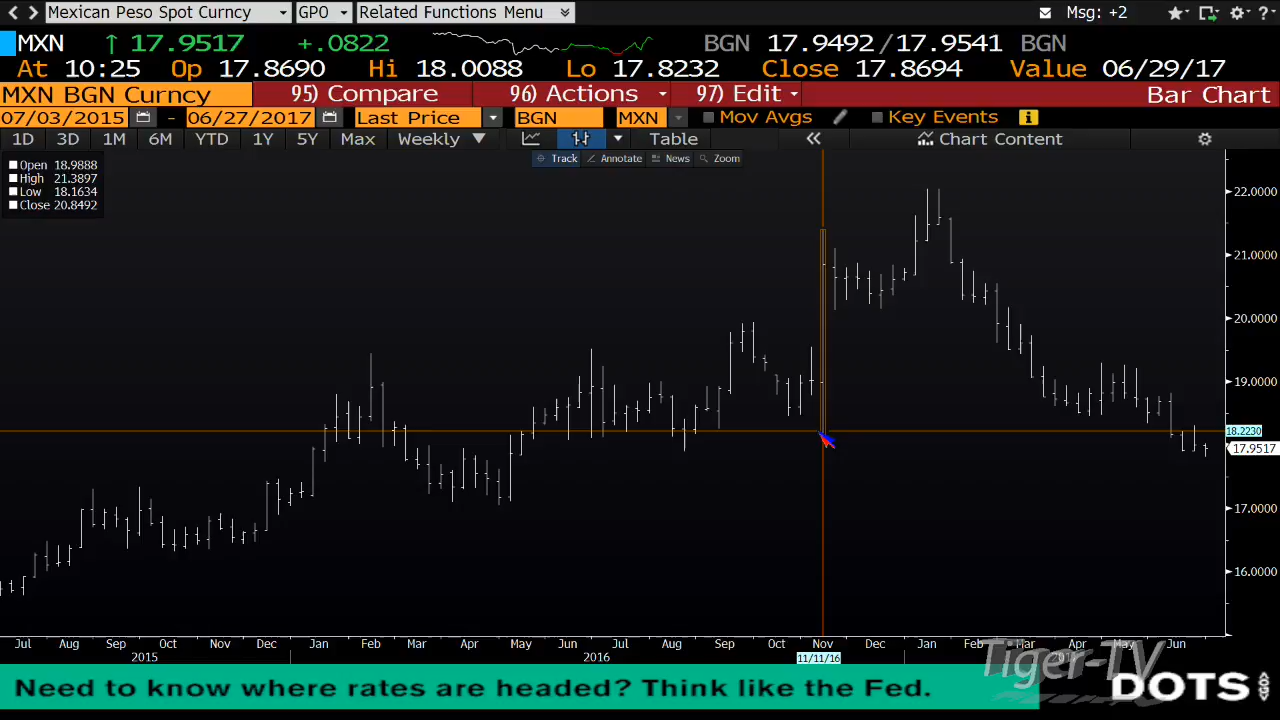 Mexican Peso Spot Curncy GPO Related Functions Menu Msg: +2
MXN ↑ 17.9517 +.0822 BGN 17.9492/17.9541 BGN
At 10:25 Op 17.8690 Hi 18.0088 Lo 17.8232 Close 17.8694 Value 06/29/17
MXN BGN Curncy 95) Compare 96) Actions 97) Edit Bar Chart
07/03/2015 - 06/27/2017 Last Price BGN MXN Mov Avgs Key Events
1D 3D 1M 6M YTD 1Y 5Y Max Weekly Table Chart Content
Track Annotate News Zoom
Open 18.9888
High 21.3897
Low 18.1634
Close 20.8492
22.0000
21.0000
20.0000
19.0000
18.2230
17.9517
17.0000
16.0000
Jul Aug Sep Oct Nov Dec Jan Feb Mar Apr May Jun Jul Aug Sep Oct Nov Dec Jan Feb Mar Apr May Jun
2015 2016 11/11/16
Tiger-TV
Need to know where rates are headed? Think like the Fed.
DOTS